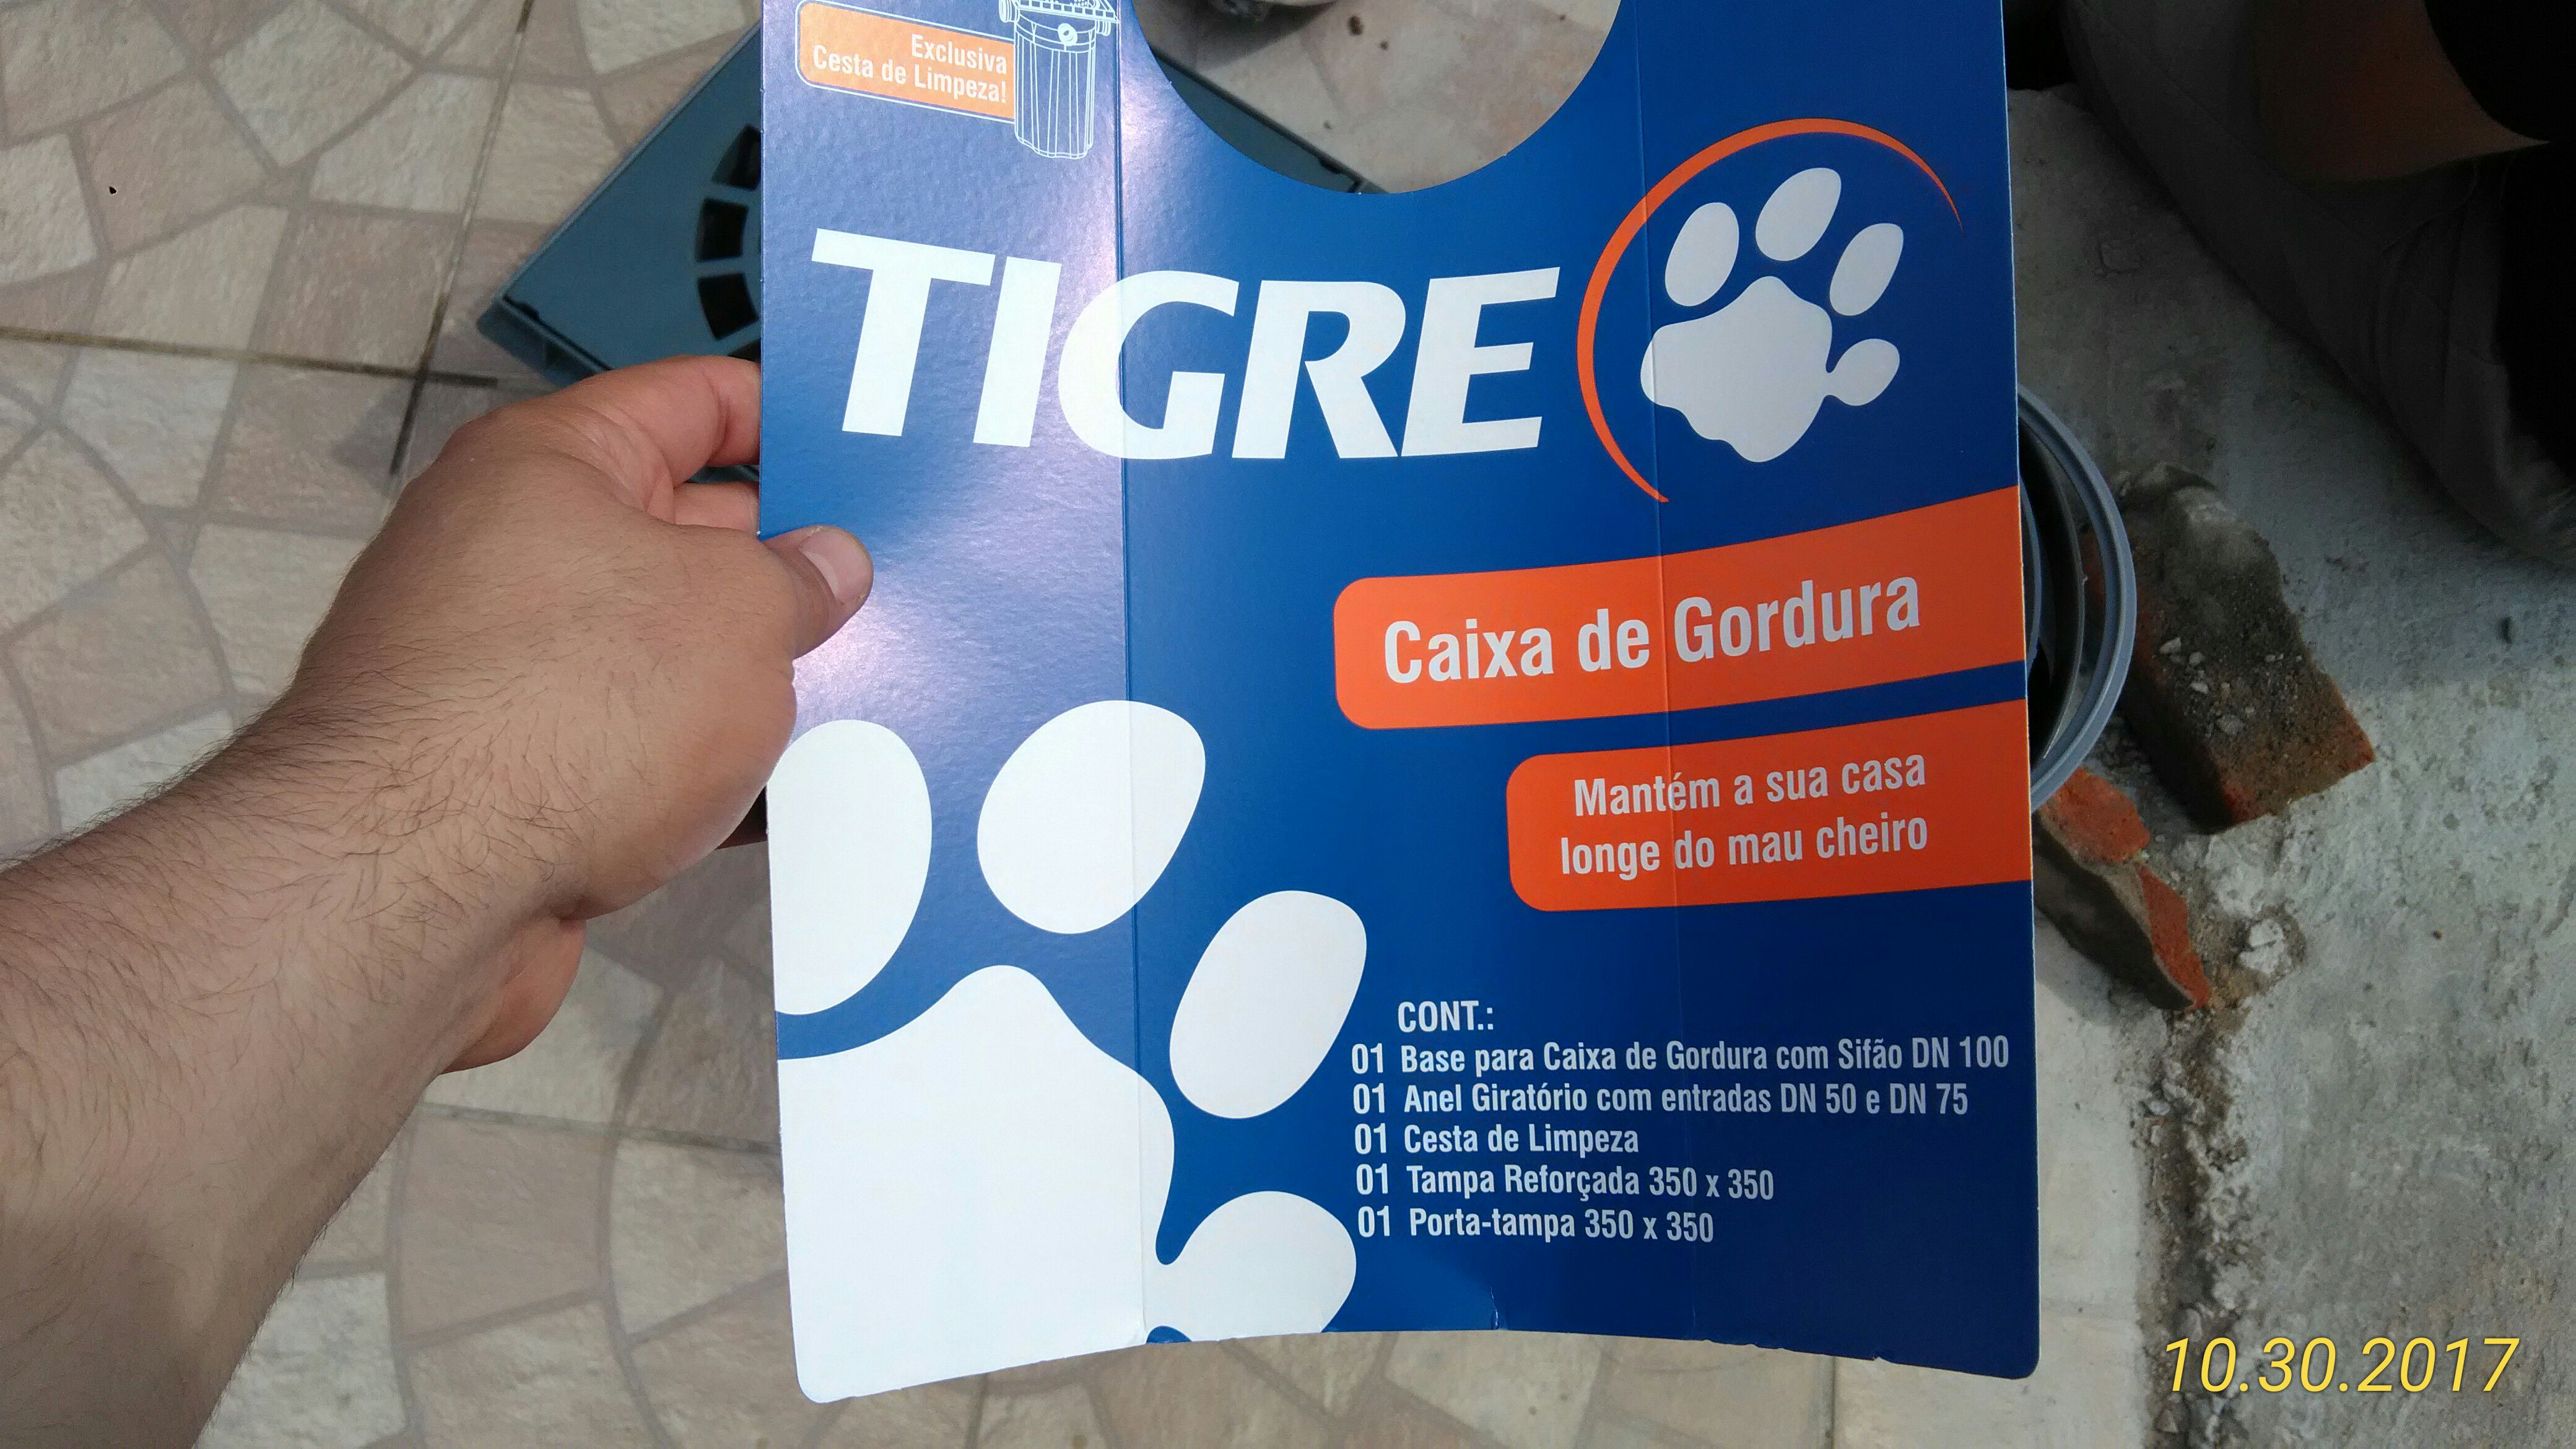 Exclusiva
Cesta de Limpeza!
TIGRE
Caixa de Gordura
Mantém a sua casa
longe do mau cheiro
CONT.:
01 Base para Caixa de Gordura com Sifão DN 100
01 Anel Giratório com entradas DN 50 e DN 75
01 Cesta de Limpeza
01 Tampa Reforçada 350 x 350
01 Porta-tampa 350 x 350
10.30.2017